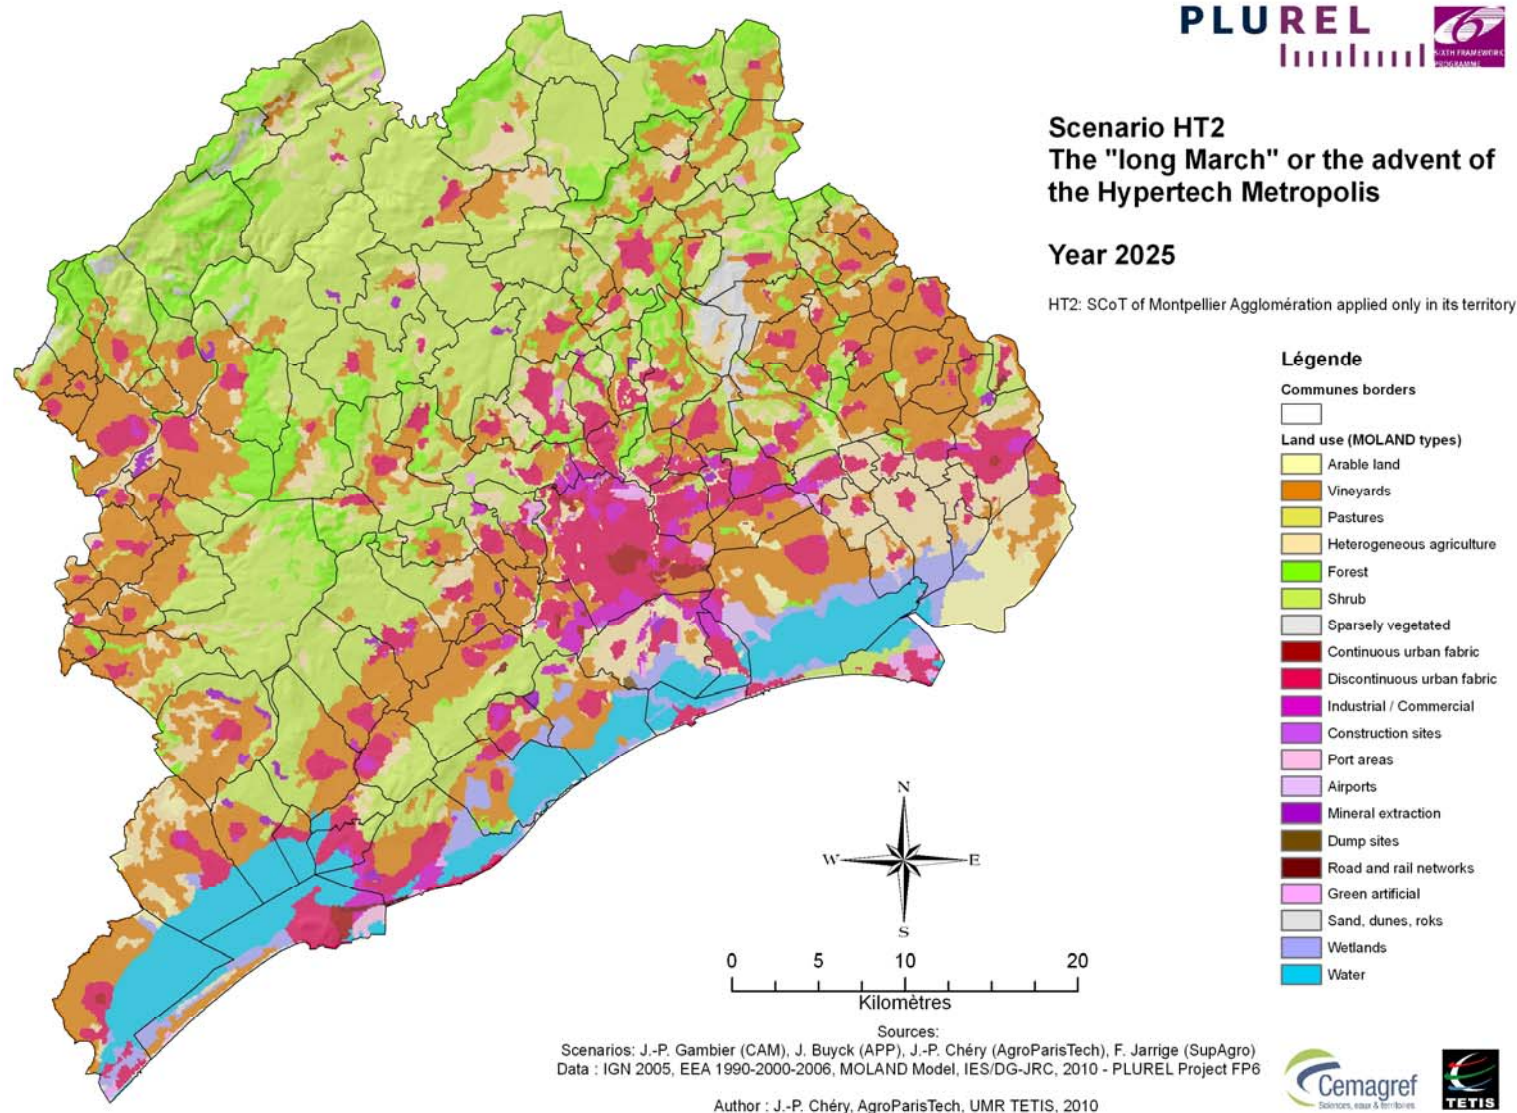 PLUREL
SIXTH FRAMEWORK
PROGRAMME
Scenario HT2
The "long March" or the advent of
the Hypertech Metropolis
Year 2025
HT2: SCoT of Montpellier Agglomération applied only in its territory
Légende
Communes borders
Land use (MOLAND types)
Arable land
Vineyards
Pastures
Heterogeneous agriculture
Forest
Shrub
Sparsely vegetated
Continuous urban fabric
Discontinuous urban fabric
Industrial / Commercial
Construction sites
Port areas
Airports
Mineral extraction
Dump sites
Road and rail networks
Green artificial
Sand, dunes, roks
Wetlands
Water
N
W E
S
0 5 10 20
Kilomètres
Sources:
Scenarios: J.-P. Gambier (CAM), J. Buyck (APP), J.-P. Chéry (AgroParisTech), F. Jarrige (SupAgro)
Data : IGN 2005, EEA 1990-2000-2006, MOLAND Model, IES/DG-JRC, 2010 - PLUREL Project FP6
Author : J.-P. Chéry, AgroParisTech, UMR TETIS, 2010
Cemagref
Sciences, eaux & territoires
TETIS